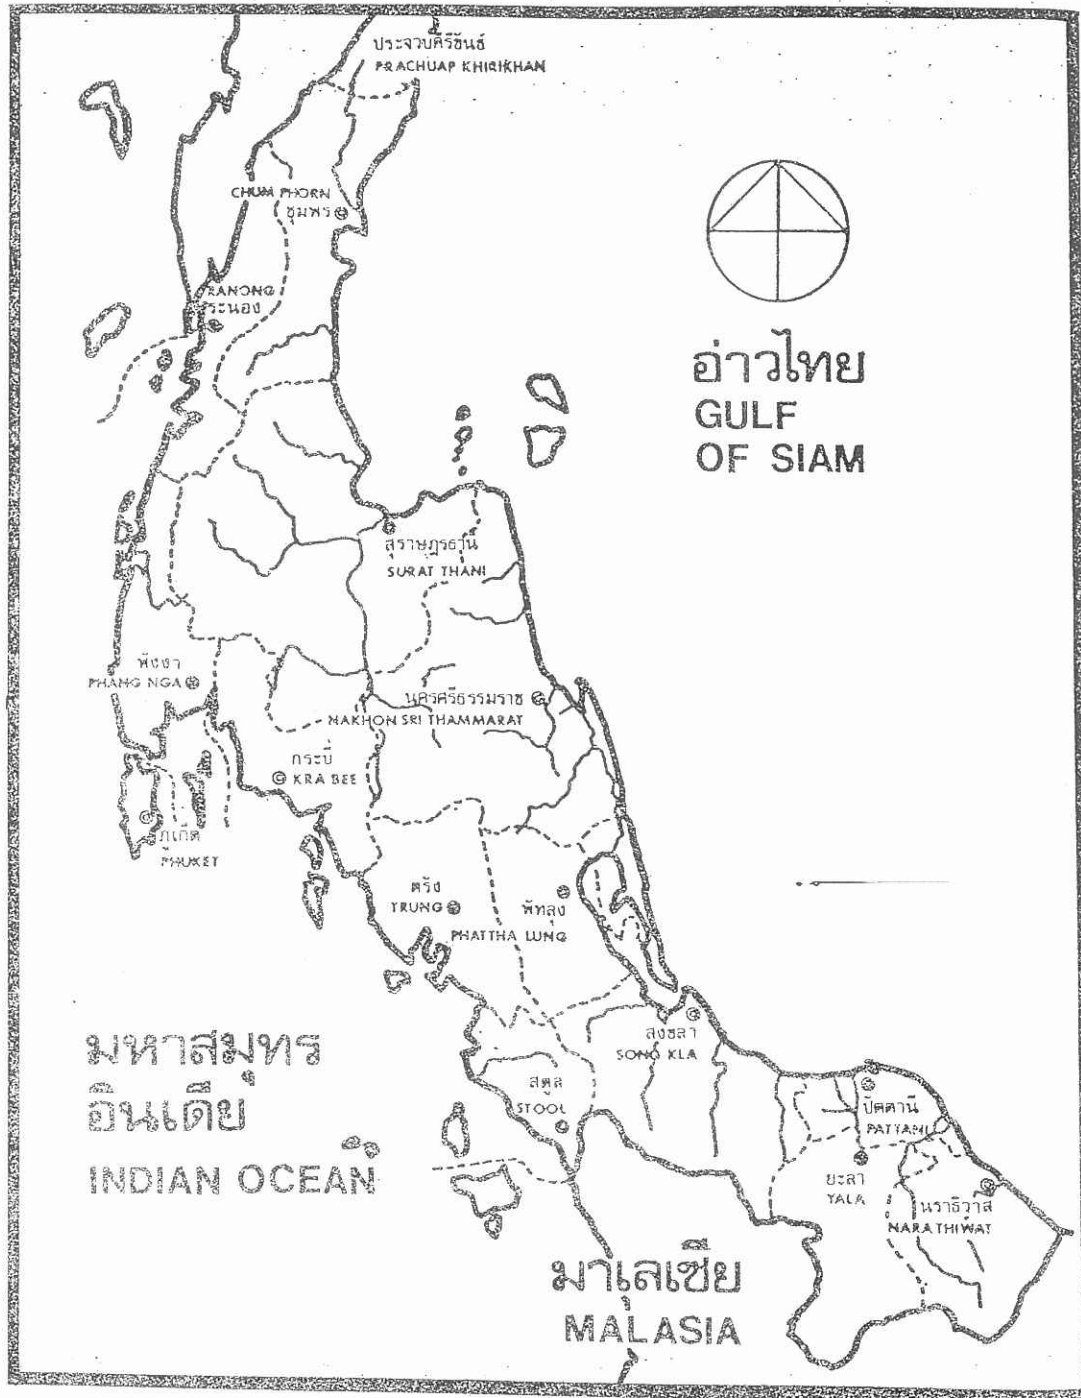 ประจวบคิรีขันธ์
PRACHUAP KHIRIKHAN
CHUM PHORN
ชุมพร
RANONG
ระนอง
อ่าวไทย
GULF
OF SIAM
สุราษฎรธานี
SURAT THANI
พังงา
PHANG NGA
นครศรีธรรมราช
NAKHON SRI THAMMARAT
กระบี่
KRA BEE
ภูเก็ต
PHUKET
ตรัง
TRUNG
พัทลุง
PHATTHA LUNG
สงขลา
SONG KLA
มหาสมุทร
อินเดีย
INDIAN OCEAN
สตูล
STOOL
ปัตตานี
PATTANI
ยะลา
YALA
นราธิวาส
NARA THIWAT
มาเลเซีย
MALASIA